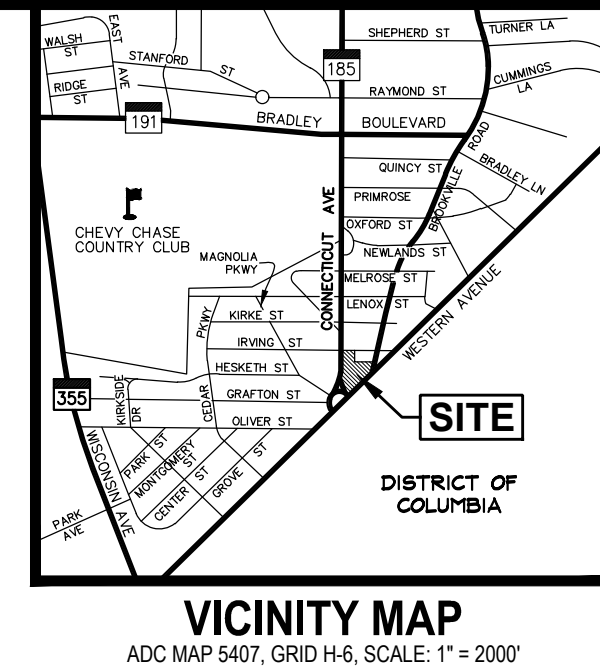 WALSH
ST
EAST
AVE
STANFORD
ST
RIDGE
ST
191
185
SHEPHERD ST
TURNER LA
CUMMINGS
LA
RAYMOND ST
BRADLEY BOULEVARD
ROAD
BROOKVILLE
QUINCY ST
BRADLEY LN
PRIMROSE
OXFORD ST
CHEVY CHASE
COUNTRY CLUB
CONNECTICUT AVE
NEWLANDS ST
MAGNOLIA
PKWY
MELROSE ST
LENOX ST
WESTERN AVENUE
PKWY
CEDAR
KIRKE ST
IRVING ST
HESKETH ST
355
KIRKSIDE
DR
GRAFTON ST
OLIVER ST
SITE
WISCONSIN AVE
PARK ST
MONTGOMERY
ST
CENTER ST
GROVE ST
DISTRICT OF
COLUMBIA
PARK
AVE
VICINITY MAP
ADC MAP 5407, GRID H-6, SCALE: 1" = 2000'